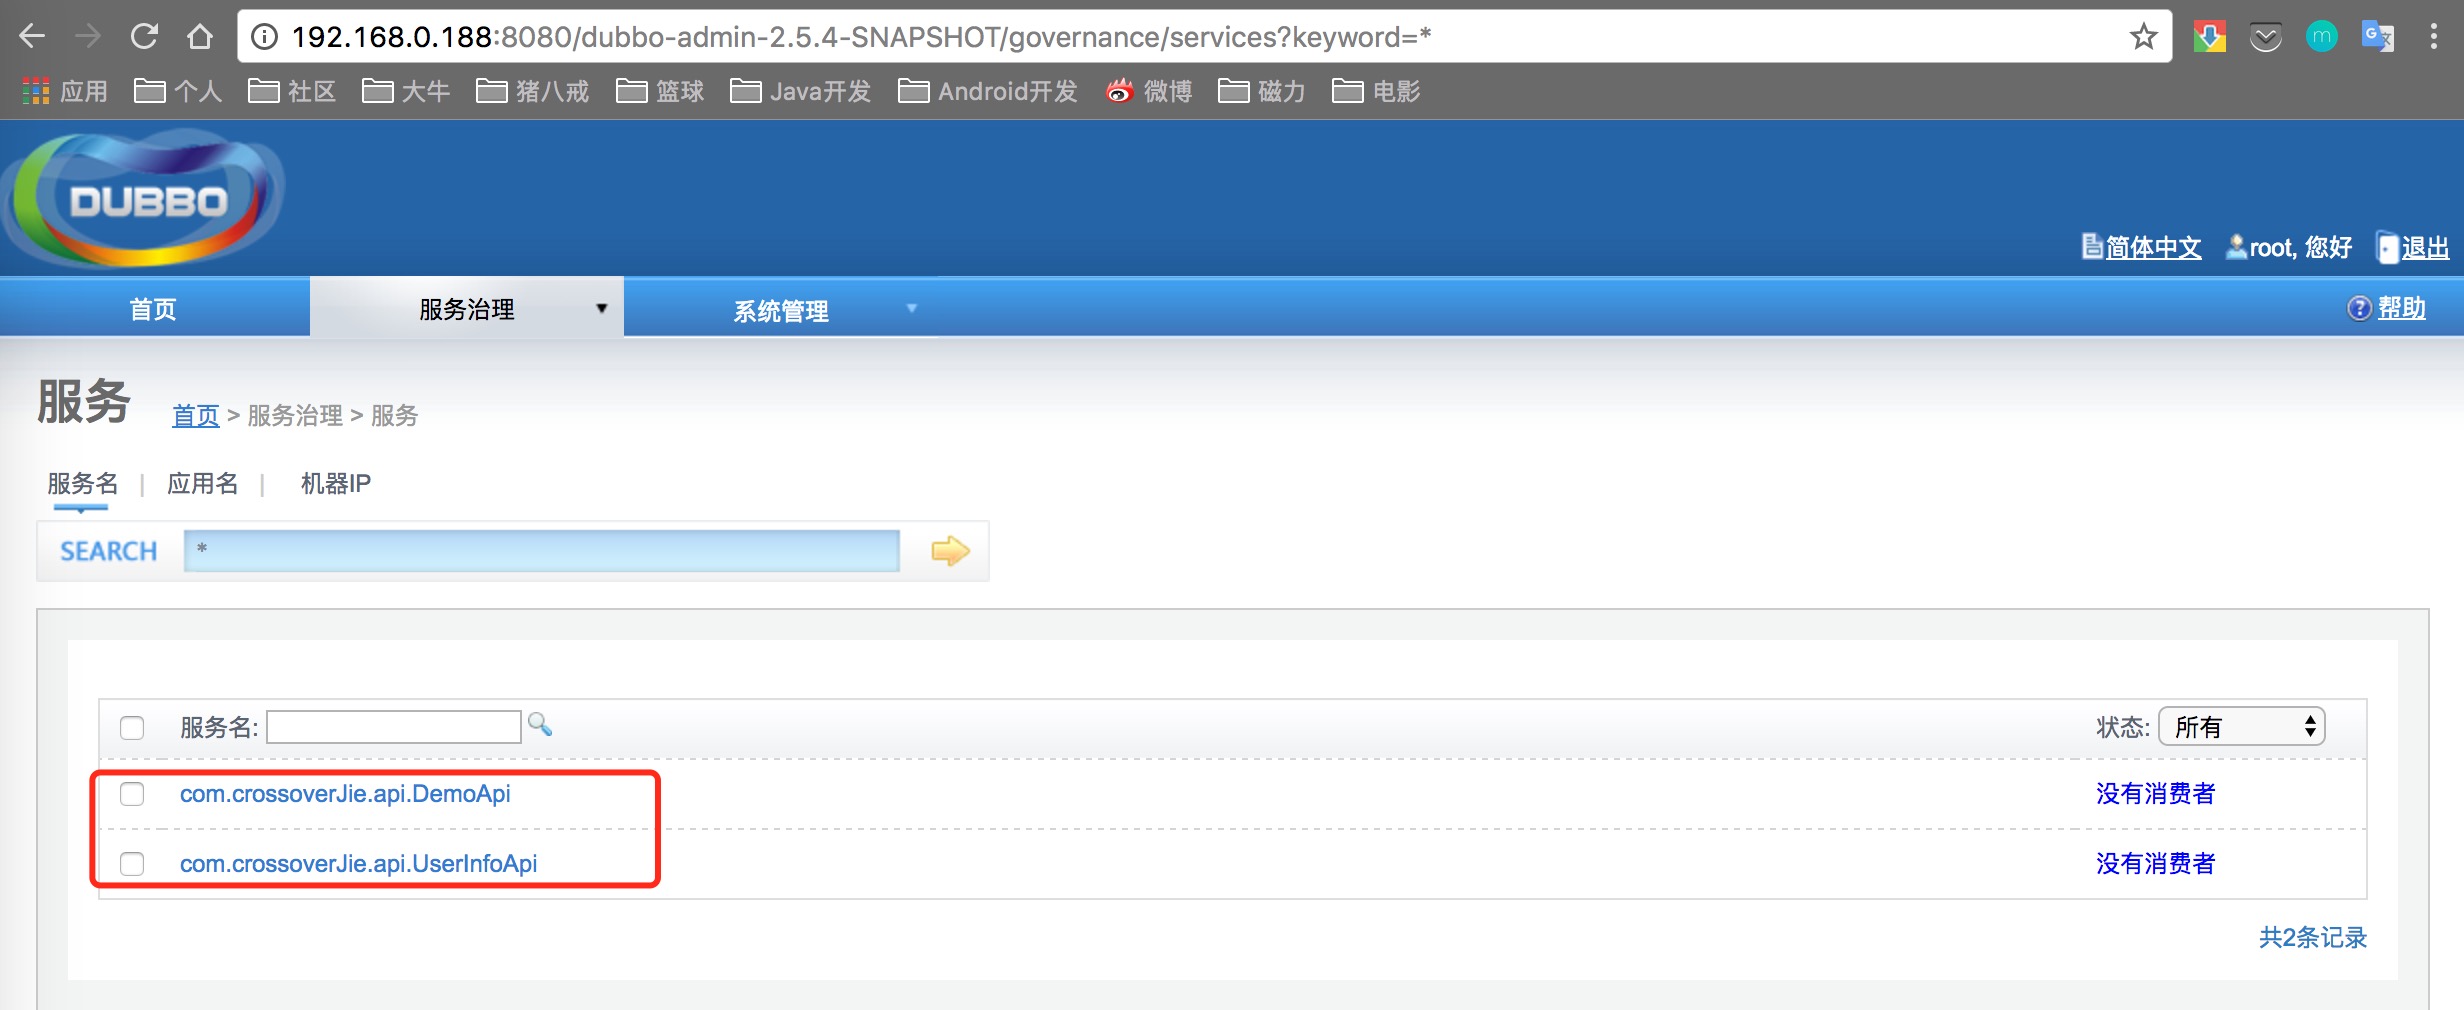 192.168.0.188:8080/dubbo-admin-2.5.4-SNAPSHOT/governance/services?keyword=*
应用 个人 社区 大牛 猪八戒 篮球 Java开发 Android开发 微博 磁力 电影
DUBBO
简体中文 root, 您好 退出
首页 服务治理 系统管理 帮助
服务 首页 > 服务治理 > 服务
服务名 | 应用名 | 机器IP
SEARCH *
服务名: 状态: 所有
com.crossoverJie.api.DemoApi 没有消费者
com.crossoverJie.api.UserInfoApi 没有消费者
共2条记录